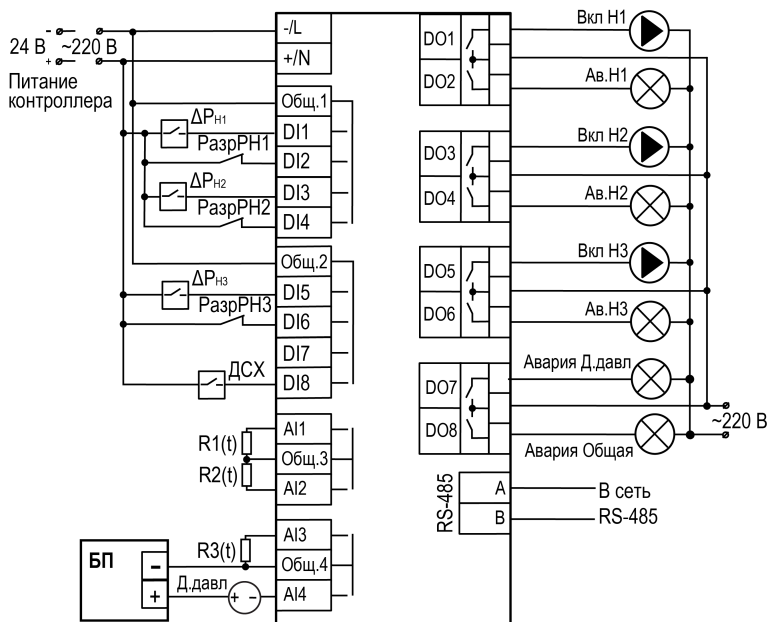 24 В ~220 В
Питание
контроллера
- -/L
+ +/N
Общ.1
ΔPН1 DI1
РазрРН1 DI2
ΔPН2 DI3
РазрРН2 DI4
Общ.2
ΔPН3 DI5
РазрРН3 DI6
DI7
ДСХ DI8
R1(t) AI1
Общ.3
R2(t) AI2
R3(t) AI3
Общ.4
Д.давл AI4
БП
-
+
+ -
DO1 Вкл Н1
DO2 Ав.Н1
DO3 Вкл Н2
DO4 Ав.Н2
DO5 Вкл Н3
DO6 Ав.Н3
DO7 Авария Д.давл
DO8 Авария Общая
~220 В
RS-485
A В сеть
B RS-485